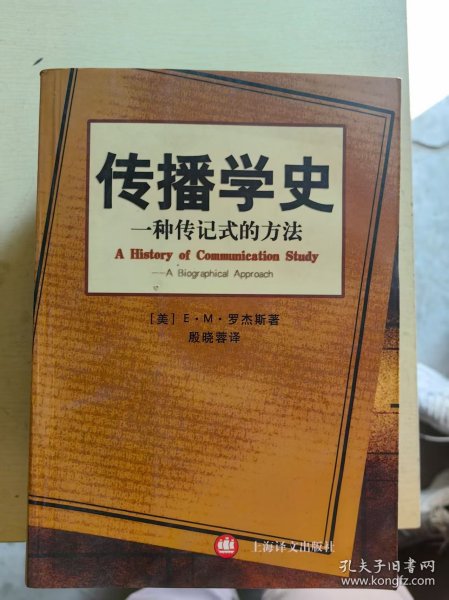 传播学史
一种传记式的方法
A History of Communication Study
——A Biographical Approach
［美］E·M·罗杰斯著
殷晓蓉译
上海译文出版社
孔夫子旧书网
www.kongfz.com